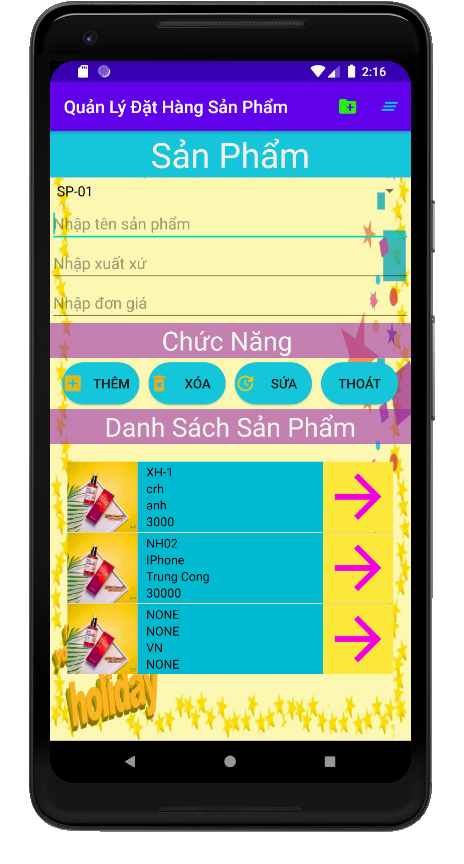 2:16
Quản Lý Đặt Hàng Sản Phẩm
Sản Phẩm
SP-01
Nhập tên sản phẩm
Nhập xuất xứ
Nhập đơn giá
Chức Năng
THÊM XÓA SỬA THOÁT
Danh Sách Sản Phẩm
XH-1
crh
anh
3000
NH02
IPhone
Trung Cong
30000
NONE
NONE
VN
NONE
holiday